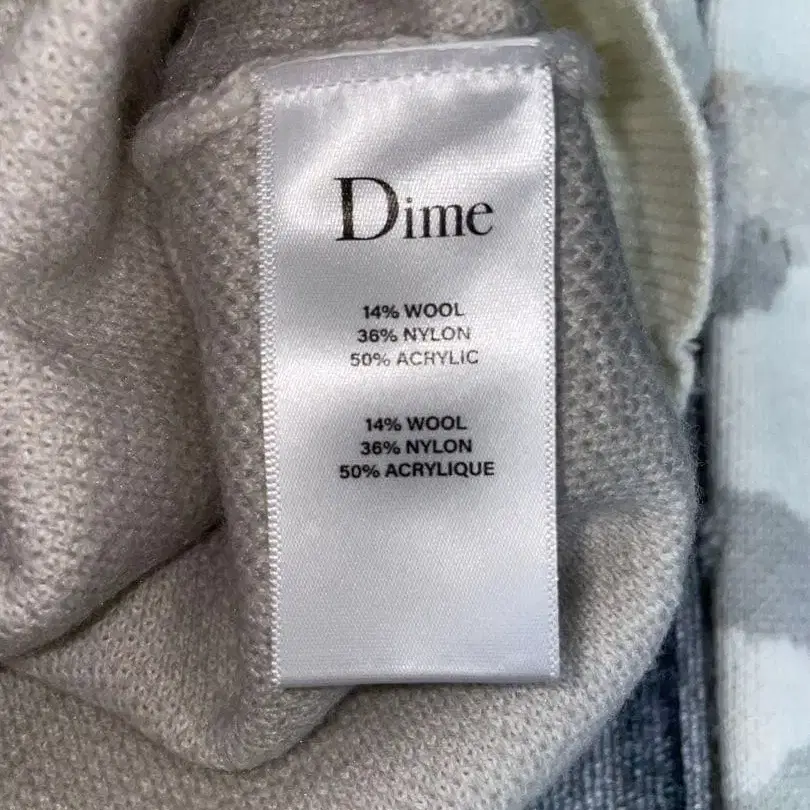 Dime
14% WOOL
36% NYLON
50% ACRYLIC
14% WOOL
36% NYLON
50% ACRYLIQUE